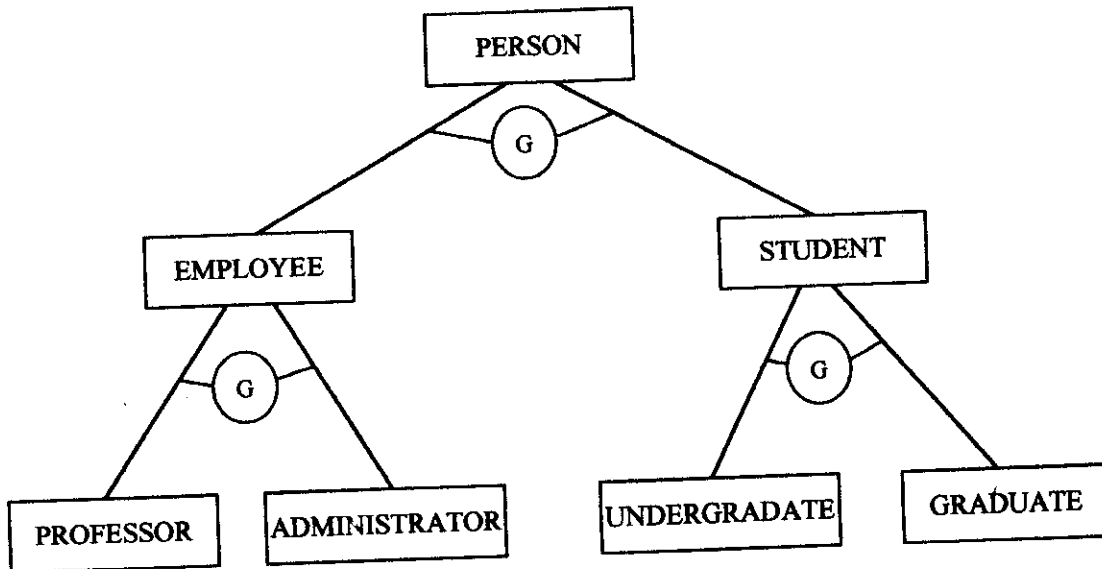 PERSON
G
EMPLOYEE
STUDENT
G
G
PROFESSOR
ADMINISTRATOR
UNDERGRADATE
GRADUATE